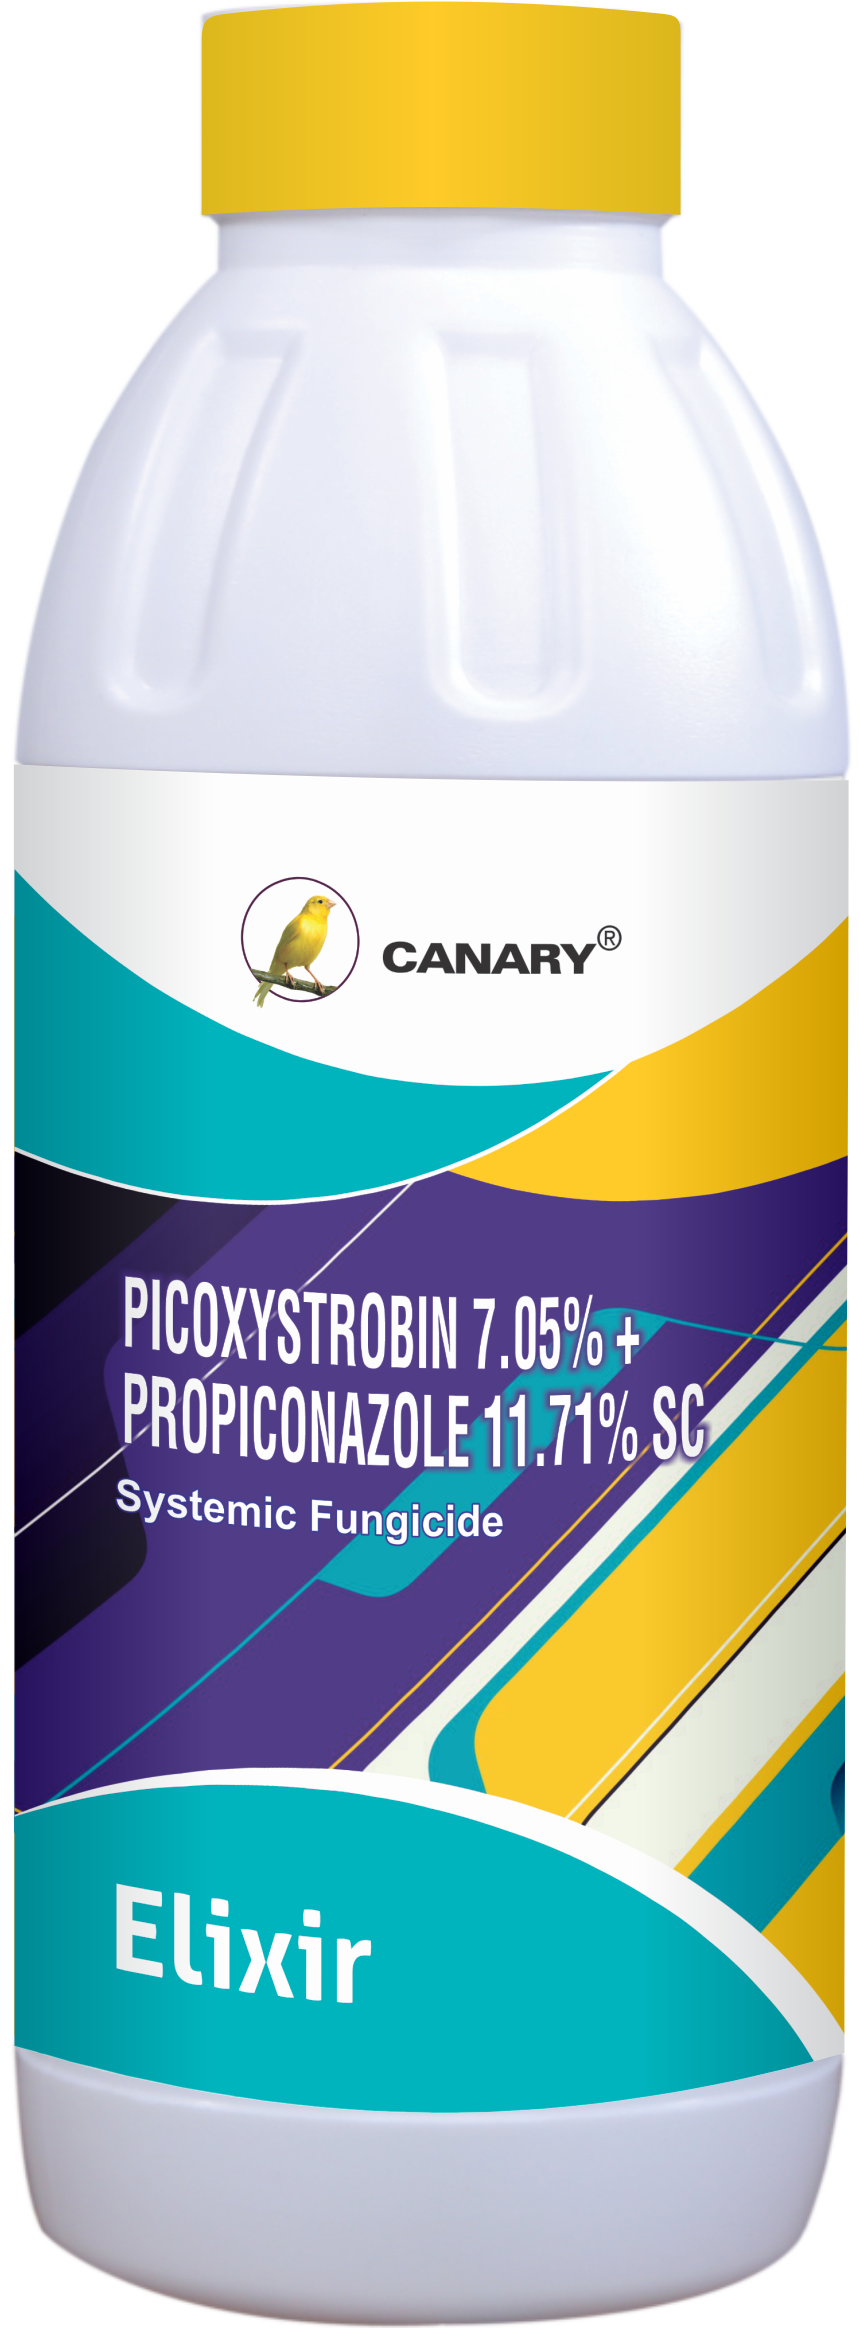 CANARY®
PICOXYSTROBIN 7.05% +
PROPICONAZOLE 11.71% SC
Systemic Fungicide
Elixir